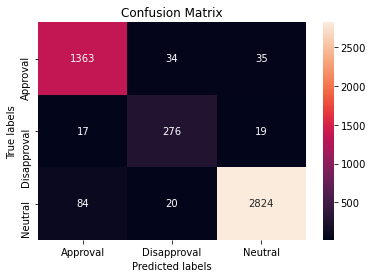 Confusion Matrix
True labels
Approval
1363 34 35
Disapproval
17 276 19
Neutral
84 20 2824
Approval Disapproval Neutral
Predicted labels
2500
2000
1500
1000
500